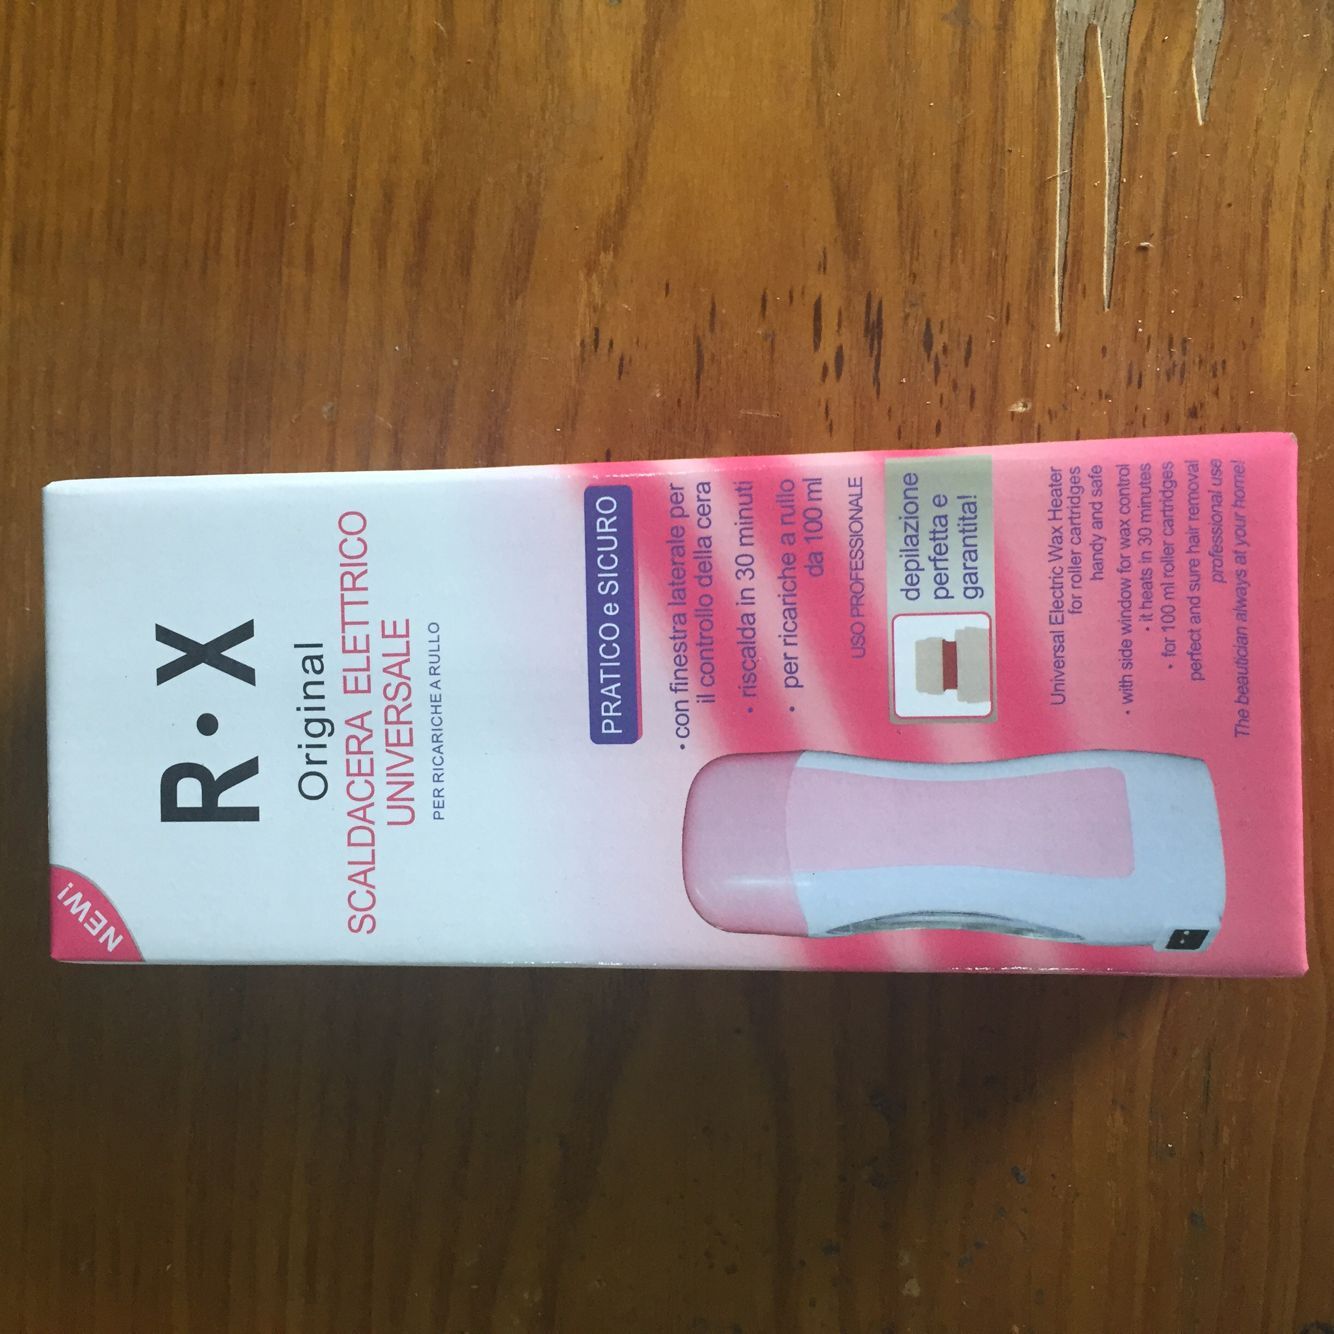 NEW!
R·X
Original
SCALDACERA ELETTRICO
UNIVERSALE
PER RICARICHE A RULLO
PRATICO e SICURO
• con finestra laterale per
il controllo della cera
• riscalda in 30 minuti
• per ricariche a rullo
da 100 ml
USO PROFESSIONALE
depilazione
perfetta e
garantita!
Universal Electric Wax Heater
for roller cartridges
handy and safe
• with side window for wax control
• it heats in 30 minutes
• for 100 ml roller cartridges
perfect and sure hair removal
professional use
The beautician always at your home!